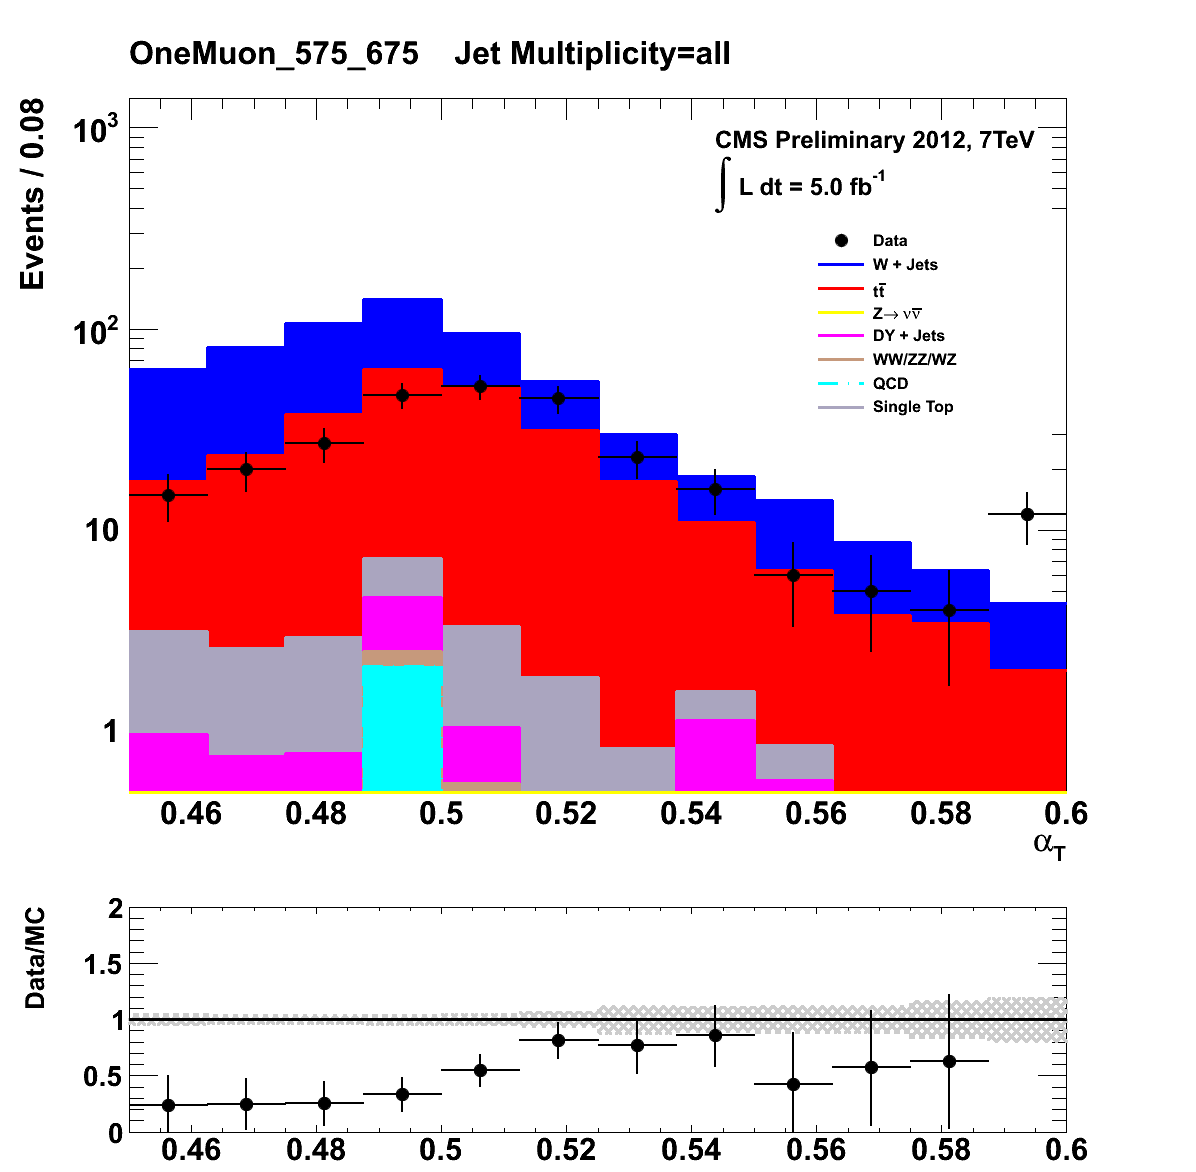 OneMuon_575_675 Jet Multiplicity=all
Events / 0.08
10³
10²
10
1
CMS Preliminary 2012, 7TeV
∫ L dt = 5.0 fb⁻¹
Data
W + Jets
tt̅
Z→ νν̅
DY + Jets
WW/ZZ/WZ
QCD
Single Top
0.46 0.48 0.5 0.52 0.54 0.56 0.58 0.6
α_T
Data/MC
2
1.5
1
0.5
0
0.46 0.48 0.5 0.52 0.54 0.56 0.58 0.6